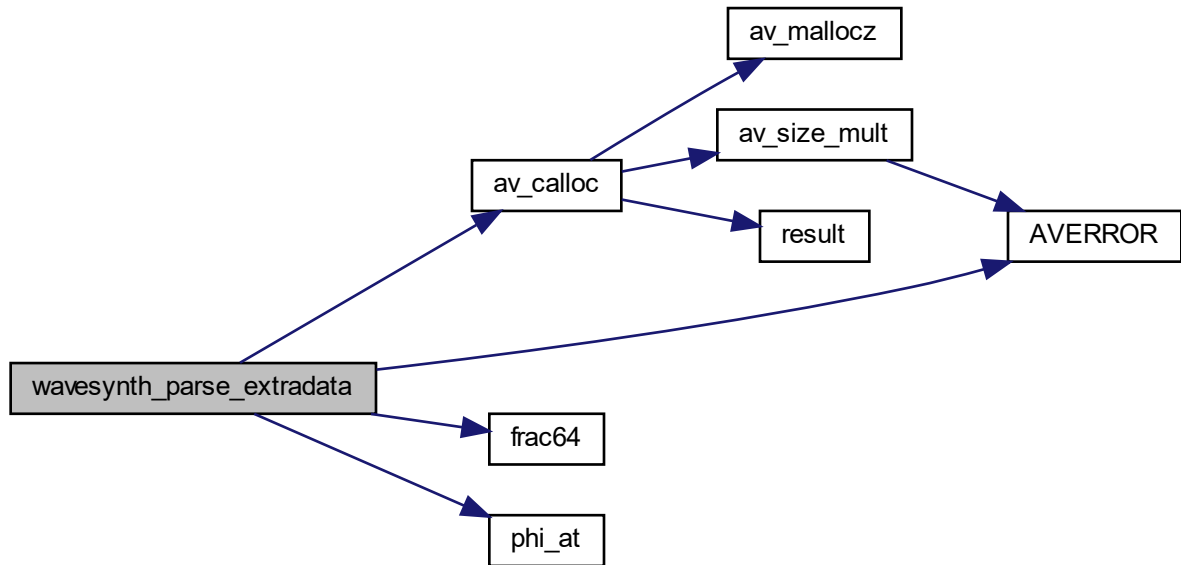 av_mallocz
av_size_mult
av_calloc
result
AVERROR
wavesynth_parse_extradata
frac64
phi_at